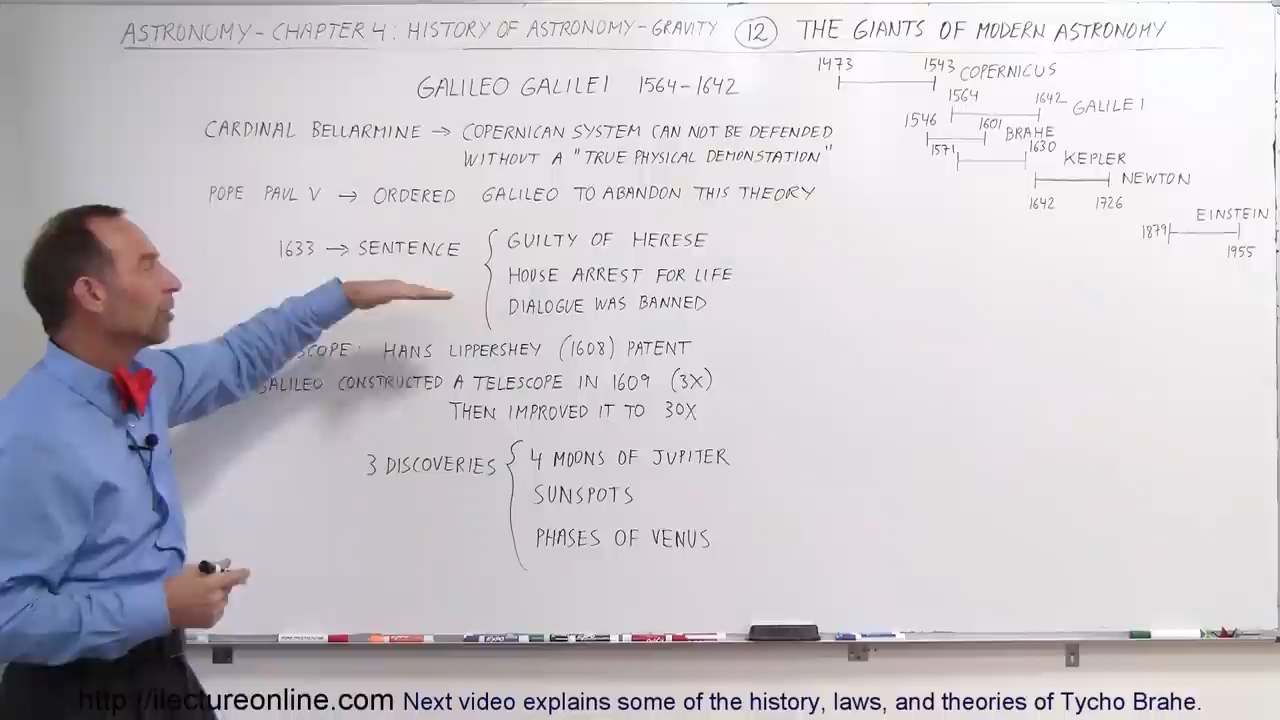 ASTRONOMY - CHAPTER 4: HISTORY OF ASTRONOMY - GRAVITY 12 THE GIANTS OF MODERN ASTRONOMY
GALILEO GALILEI 1564-1642
CARDINAL BELLARMINE → COPERNICAN SYSTEM CAN NOT BE DEFENDED
WITHOUT A "TRUE PHYSICAL DEMONSTATION"
POPE PAUL V → ORDERED GALILEO TO ABANDON THIS THEORY
1633 → SENTENCE
GUILTY OF HERESE
HOUSE ARREST FOR LIFE
DIALOGUE WAS BANNED
SCOPE: HANS LIPPERSHEY (1608) PATENT
GALILEO CONSTRUCTED A TELESCOPE IN 1609 (3X)
THEN IMPROVED IT TO 30X
3 DISCOVERIES
4 MOONS OF JUPITER
SUNSPOTS
PHASES OF VENUS
1473 1543 COPERNICUS
1564 1642 GALILEI
1546 1601 BRAHE
1571 1630 KEPLER
NEWTON
1642 1726
EINSTEIN
1879 1955
http://ilectureonline.com Next video explains some of the history, laws, and theories of Tycho Brahe.